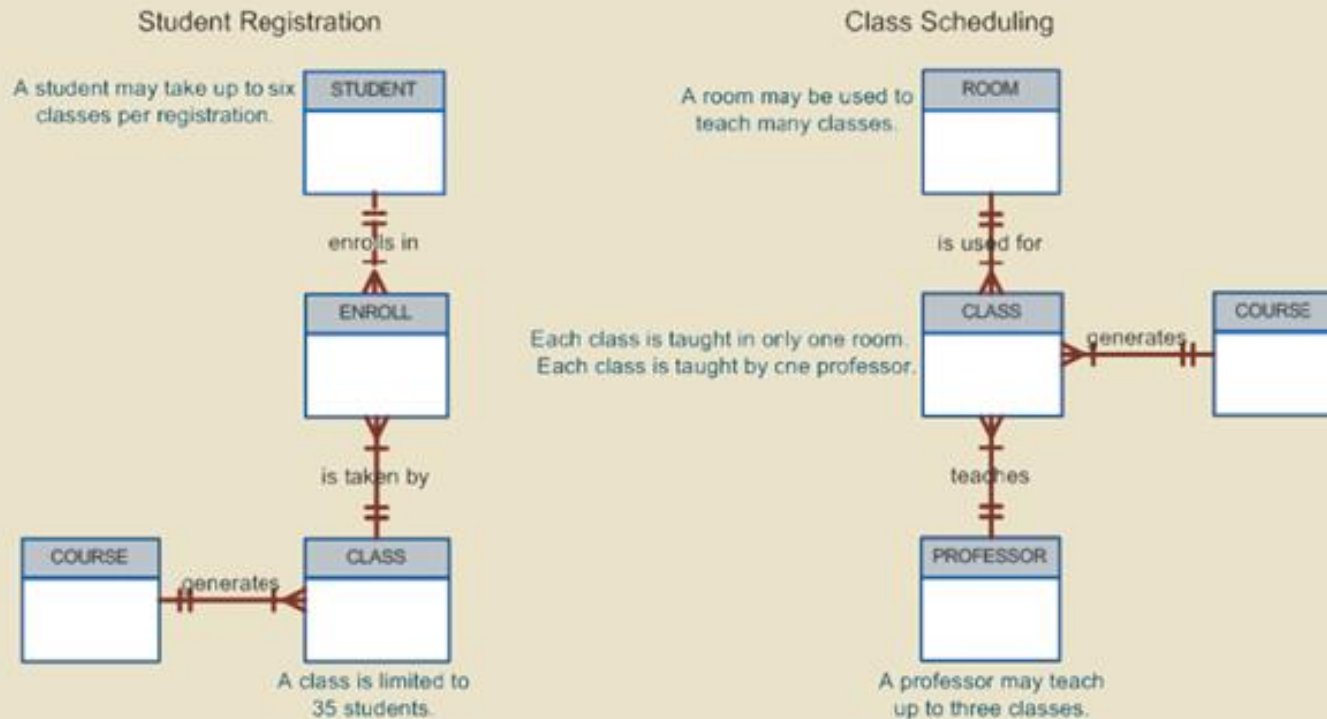 Student Registration
A student may take up to six
classes per registration.
STUDENT
enrolls in
ENROLL
is taken by
COURSE
generates
CLASS
A class is limited to
35 students.
Class Scheduling
A room may be used to
teach many classes.
ROOM
is used for
Each class is taught in only one room.
Each class is taught by cne professor.
CLASS
generates
COURSE
teaches
PROFESSOR
A professor may teach
up to three classes.